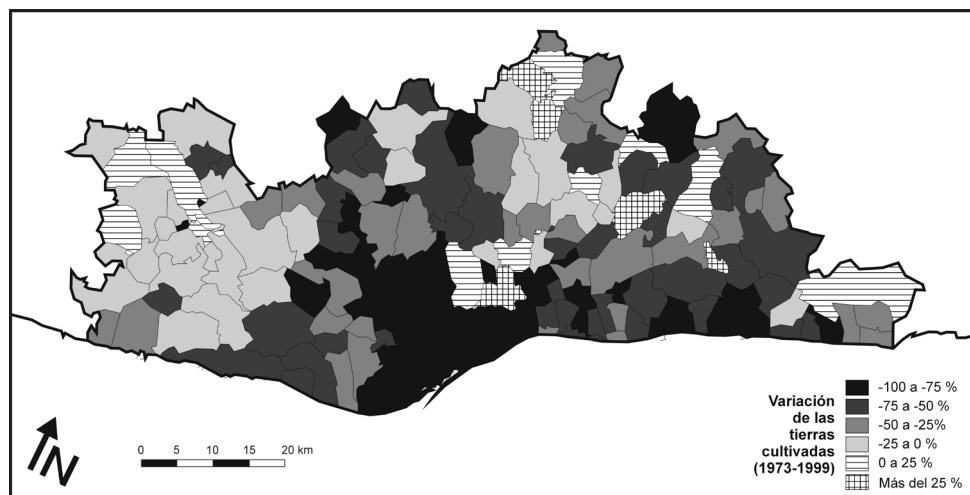 Variación
de las
tierras
cultivadas
(1973-1999)
-100 a -75 %
-75 a -50 %
-50 a -25%
-25 a 0 %
0 a 25 %
Más del 25 %
N
0 5 10 15 20 km